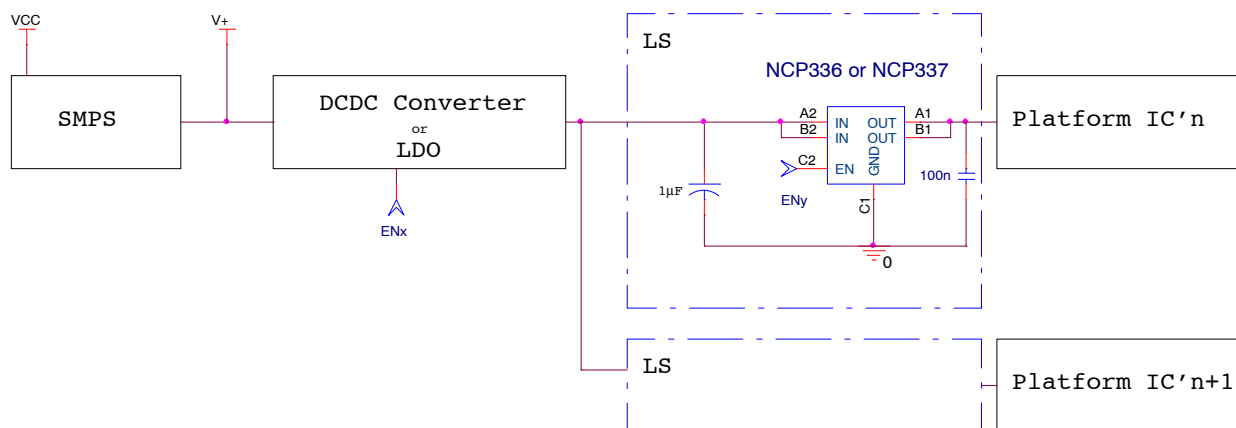 VCC
V+
LS
NCP336 or NCP337
SMPS
DCDC Converter
or
LDO
A2
IN
OUT
A1
B2
IN
OUT
B1
C2
EN
GND
C1
ENy
1µF
100n
0
ENx
Platform IC'n
LS
Platform IC'n+1